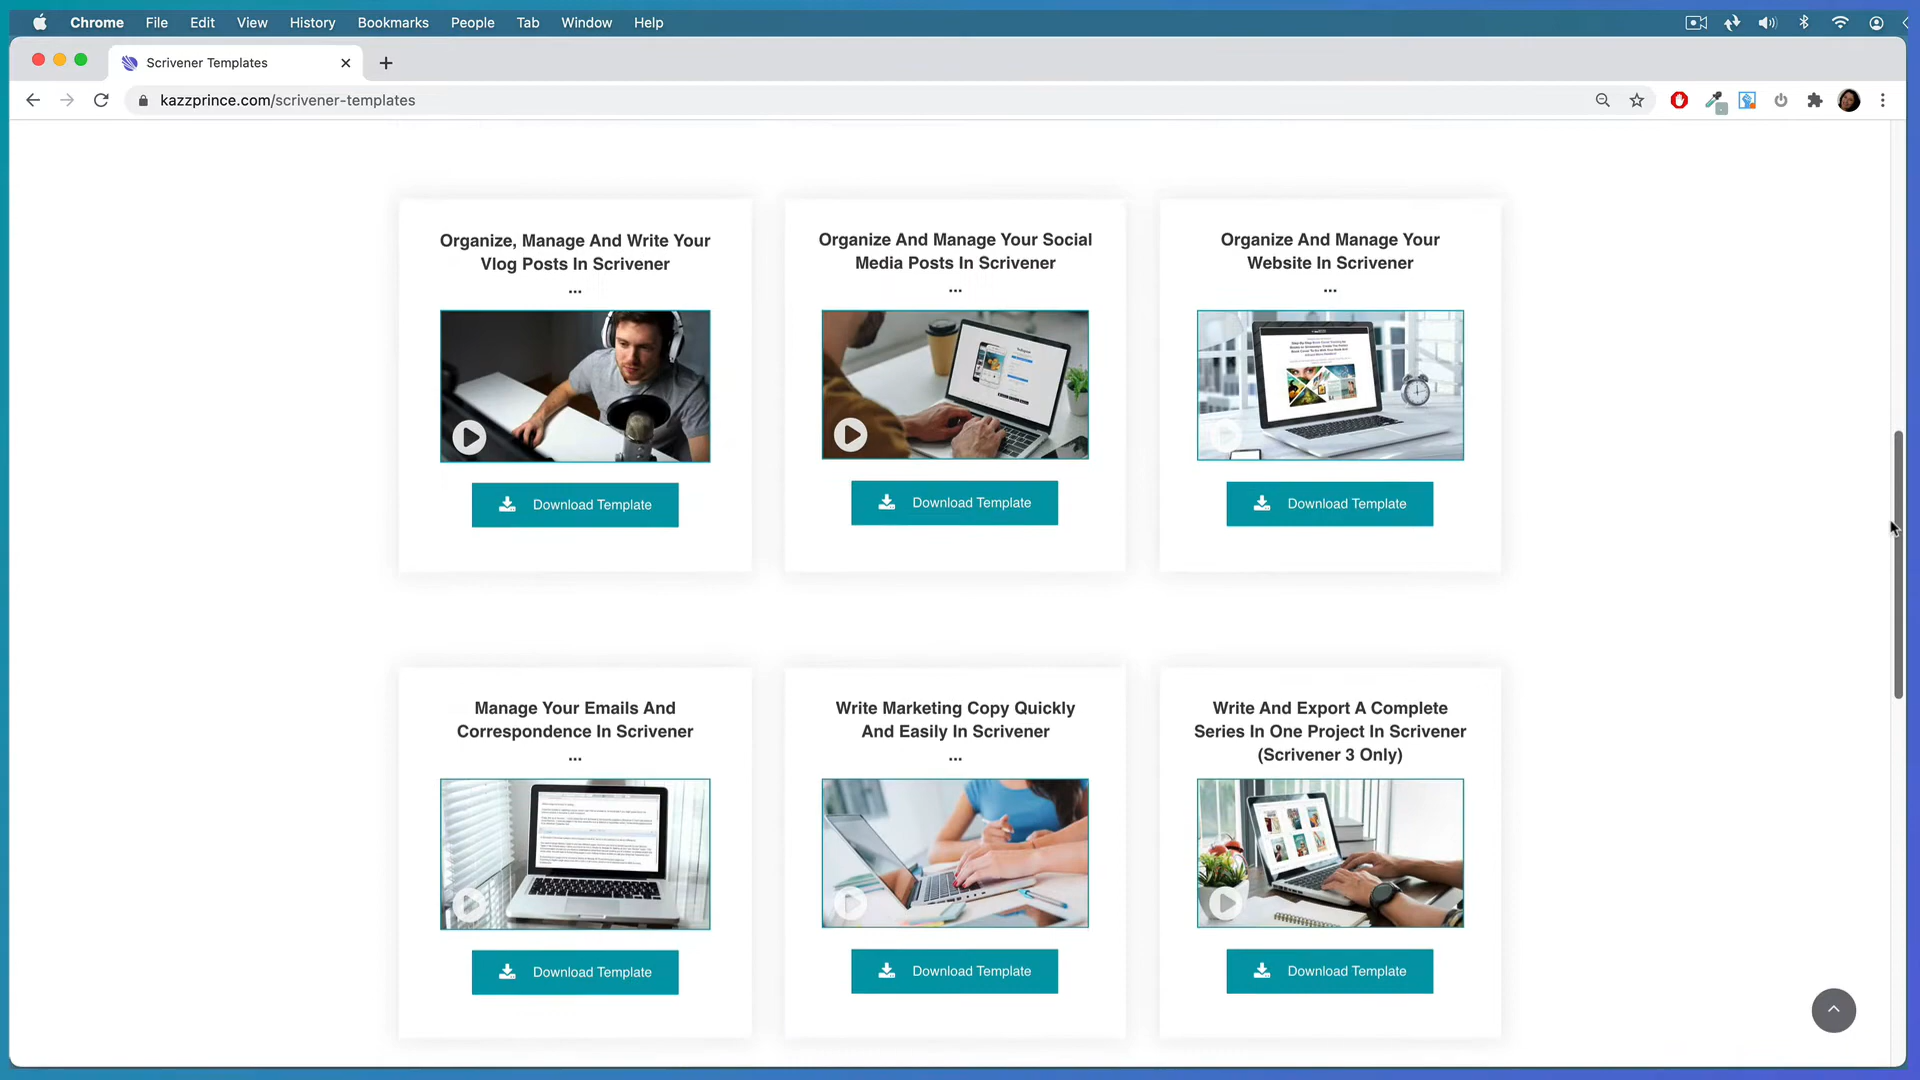 Chrome File Edit View History Bookmarks People Tab Window Help
Scrivener Templates
kazzprince.com/scrivener-templates
Organize, Manage And Write Your
Vlog Posts In Scrivener
...
Download Template
Organize And Manage Your Social
Media Posts In Scrivener
...
Download Template
Organize And Manage Your
Website In Scrivener
...
Download Template
Manage Your Emails And
Correspondence In Scrivener
...
Download Template
Write Marketing Copy Quickly
And Easily In Scrivener
...
Download Template
Write And Export A Complete
Series In One Project In Scrivener
(Scrivener 3 Only)
Download Template